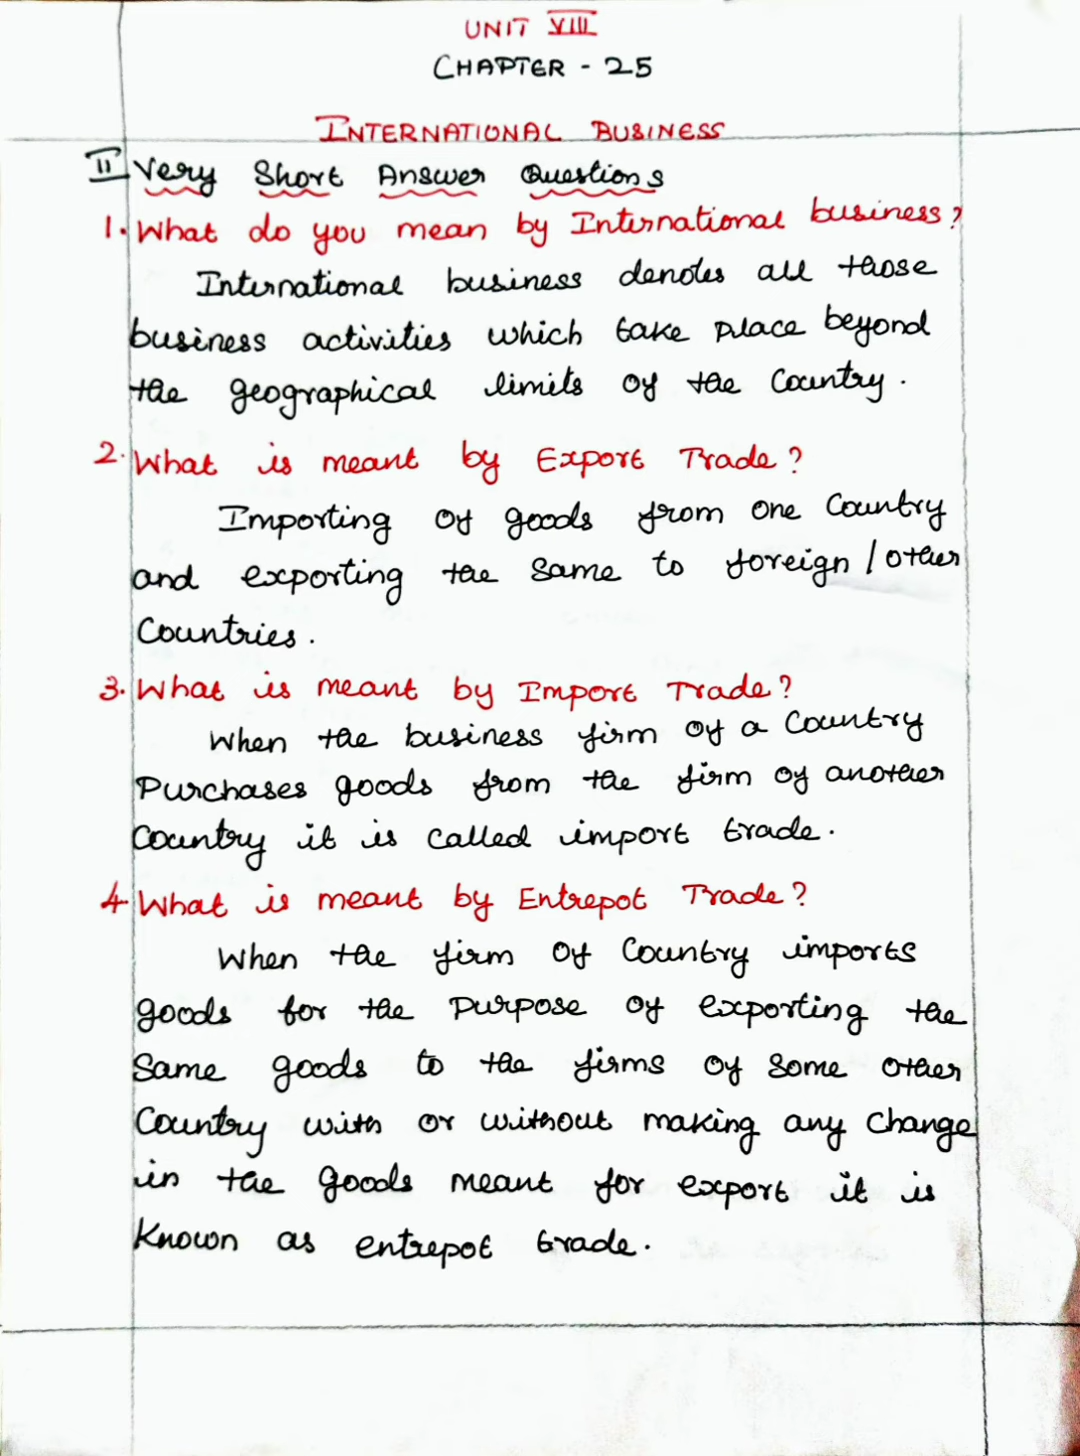 UNIT VIII
CHAPTER - 25
INTERNATIONAL BUSINESS
II Very Short Answer Questions
1. What do you mean by International business?
International business denotes all those
business activities which take place beyond
the geographical limits of the Country.
2. What is meant by Export Trade?
Importing of goods from one Country
and exporting the same to foreign / other
Countries.
3. What is meant by Import Trade?
When the business firm of a Country
Purchases goods from the firm of another
Country it is called import trade.
4 What is meant by Entrepot Trade?
When the firm of Country imports
goods for the purpose of exporting the
Same goods to the firms of some other
Country with or without making any change
in the goods meant for export it is
Known as entrepot trade.